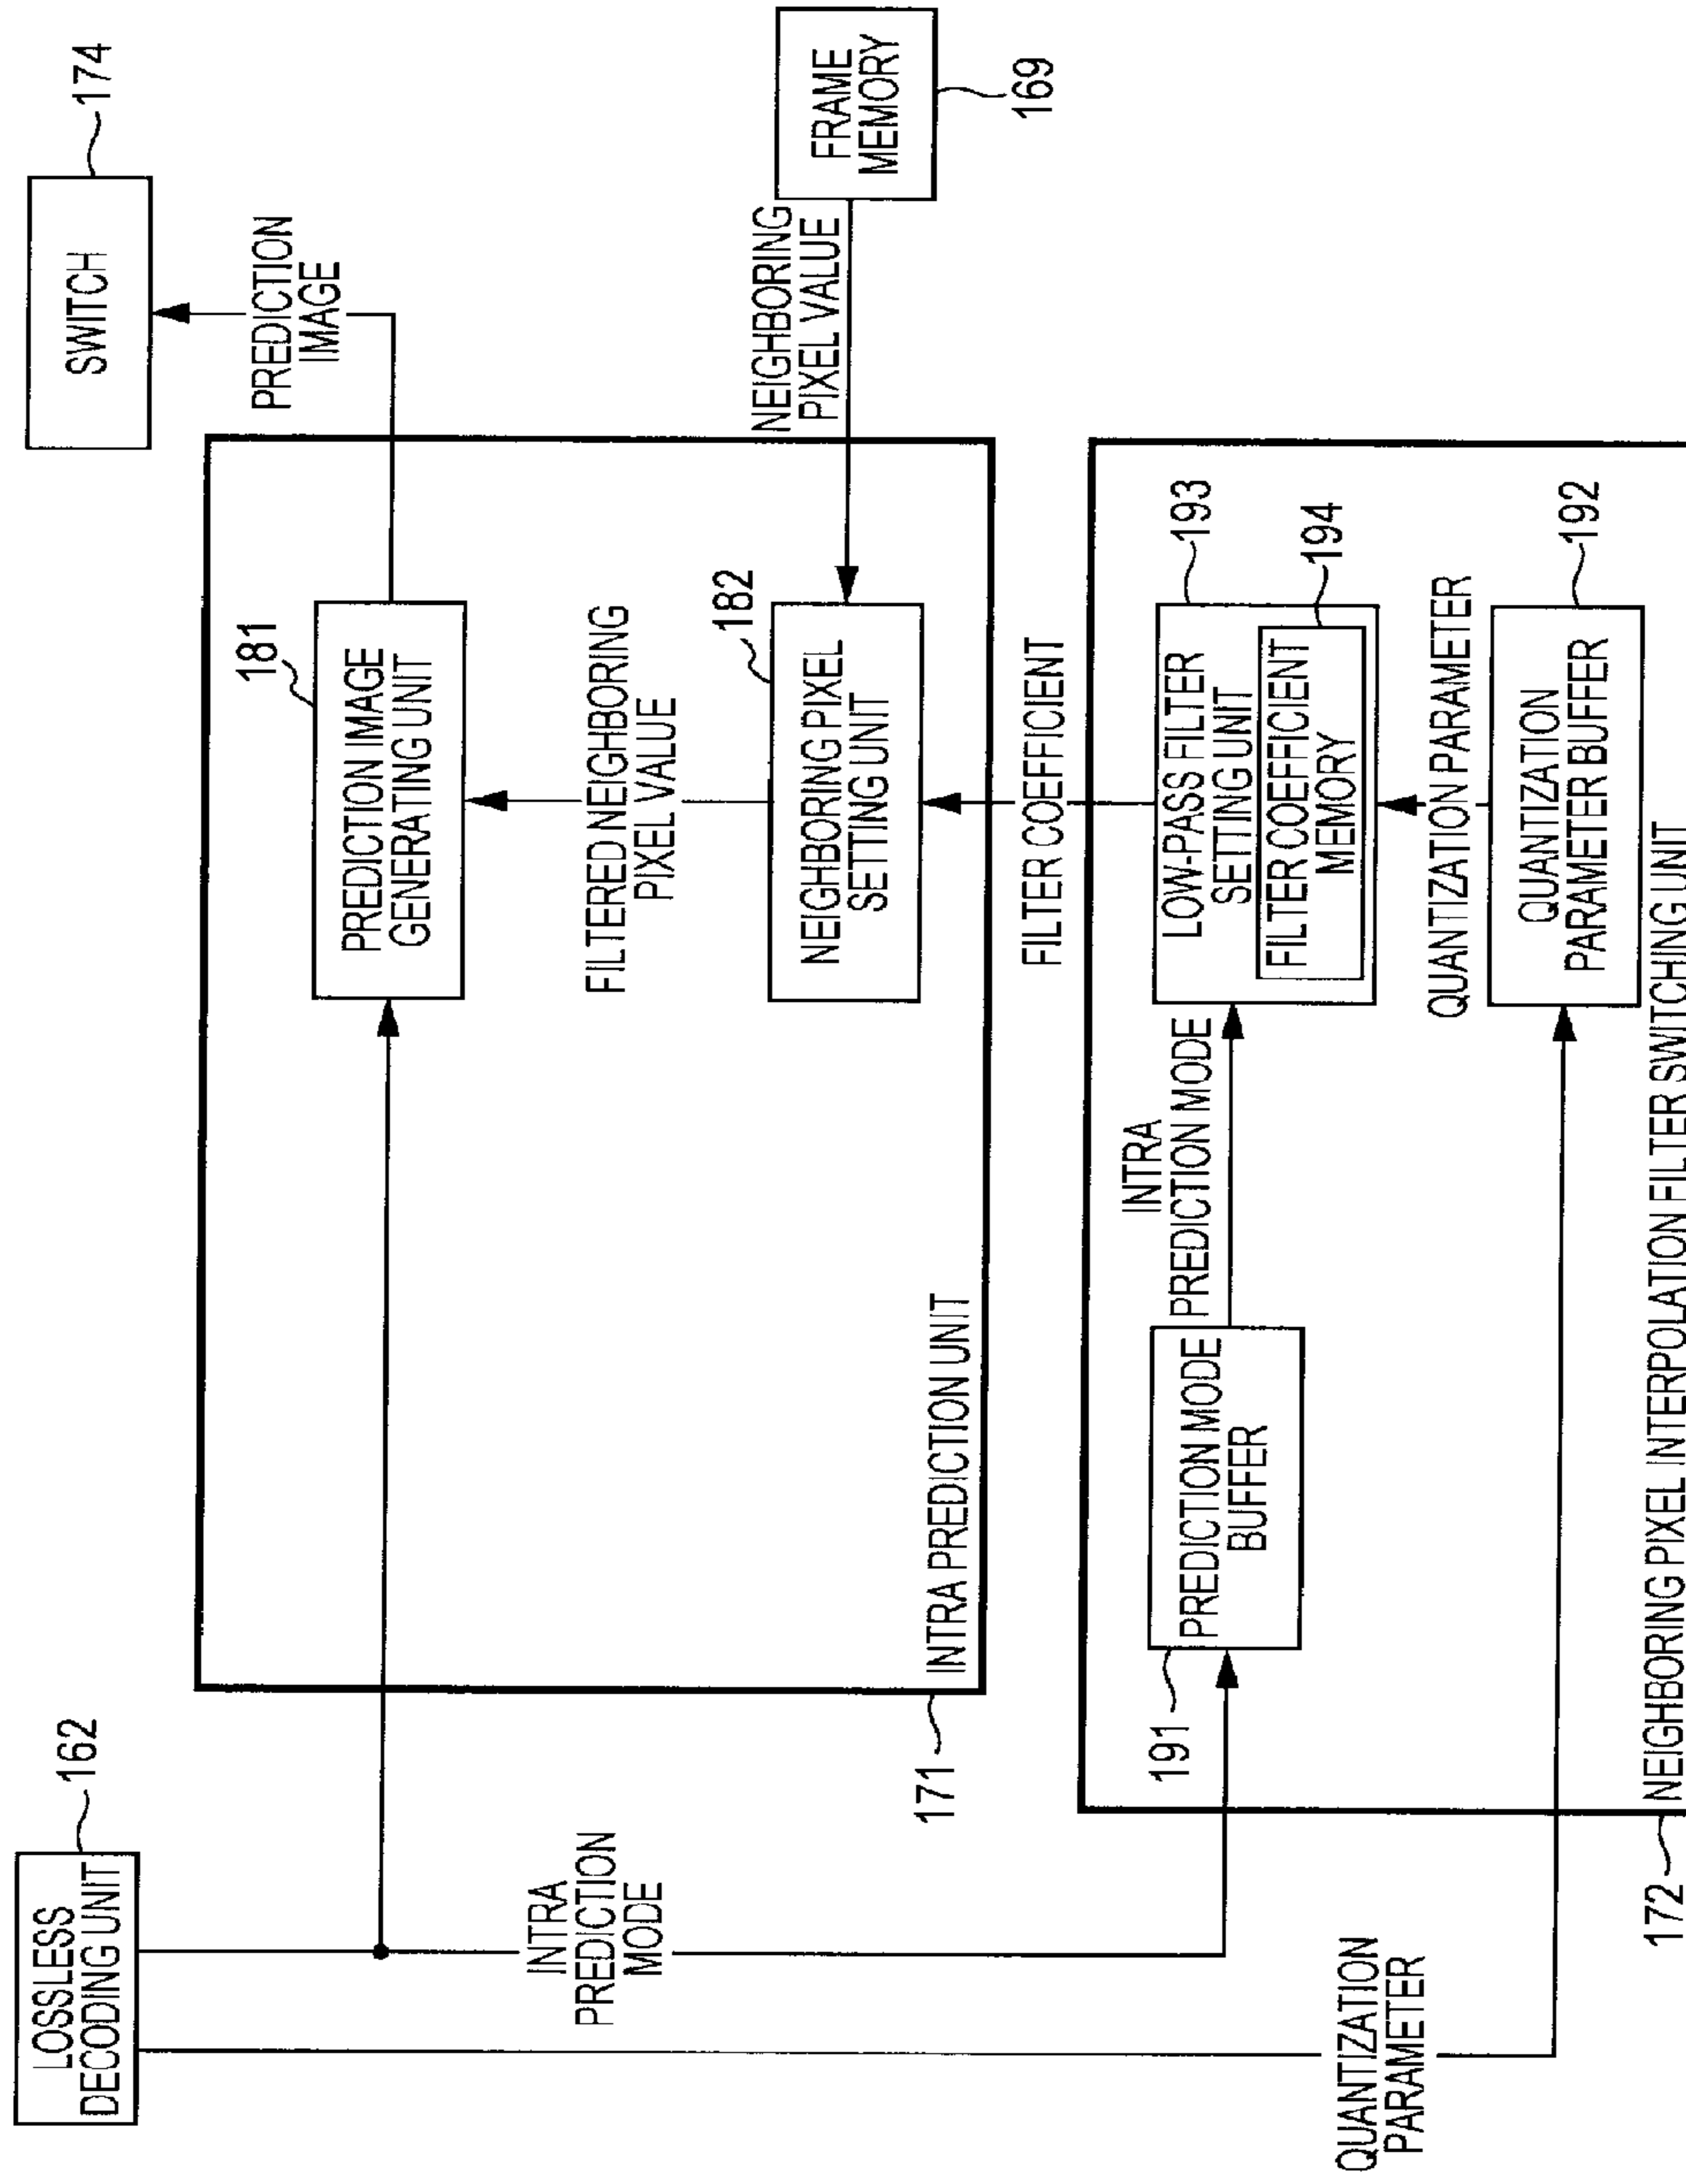 LOSSLESS
DECODING UNIT
162
SWITCH
174
PREDICTION
IMAGE
181
PREDICTION IMAGE
GENERATING UNIT
INTRA
PREDICTION
MODE
FILTERED NEIGHBORING
PIXEL VALUE
182
NEIGHBORING PIXEL
SETTING UNIT
NEIGHBORING
PIXEL VALUE
FRAME
MEMORY
169
INTRA PREDICTION UNIT
171
FILTER COEFFICIENT
191
PREDICTION MODE
BUFFER
INTRA
PREDICTION MODE
LOW-PASS FILTER
SETTING UNIT
193
FILTER COEFFICIENT
MEMORY
194
QUANTIZATION
PARAMETER
QUANTIZATION PARAMETER
QUANTIZATION
PARAMETER BUFFER
192
172
NEIGHBORING PIXEL INTERPOLATION FILTER SWITCHING UNIT